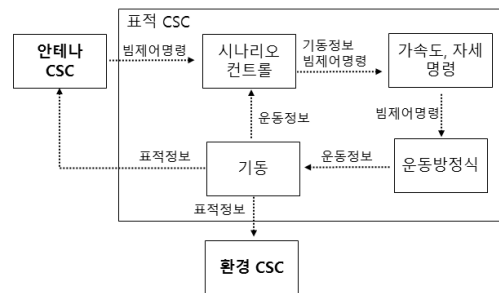 표적 CSC
안테나
CSC
빔제어명령
시나리오
컨트롤
기동정보
빔제어명령
가속도, 자세
명령
운동정보
빔제어명령
표적정보
기동
운동정보
운동방정식
표적정보
환경 CSC